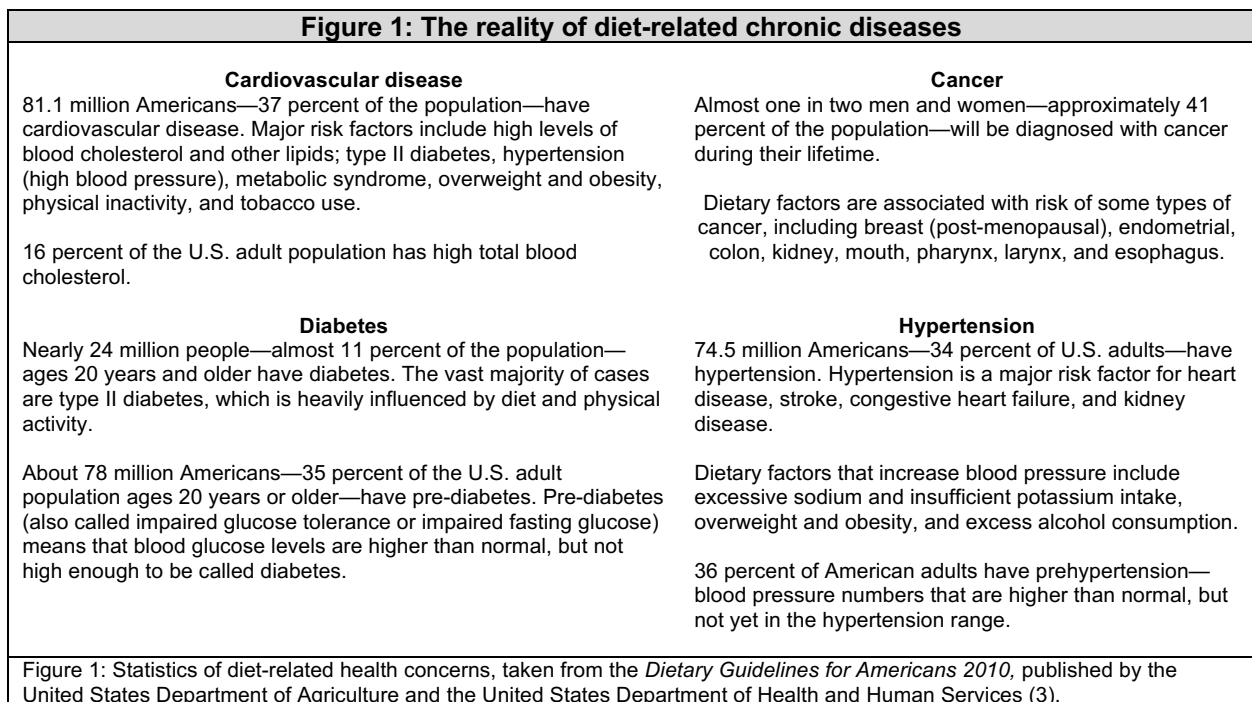 Figure 1: The reality of diet-related chronic diseases
Cardiovascular disease
81.1 million Americans—37 percent of the population—have
cardiovascular disease. Major risk factors include high levels of
blood cholesterol and other lipids; type II diabetes, hypertension
(high blood pressure), metabolic syndrome, overweight and obesity,
physical inactivity, and tobacco use.
16 percent of the U.S. adult population has high total blood
cholesterol.
Cancer
Almost one in two men and women—approximately 41
percent of the population—will be diagnosed with cancer
during their lifetime.
Dietary factors are associated with risk of some types of
cancer, including breast (post-menopausal), endometrial,
colon, kidney, mouth, pharynx, larynx, and esophagus.
Diabetes
Nearly 24 million people—almost 11 percent of the population—
ages 20 years and older have diabetes. The vast majority of cases
are type II diabetes, which is heavily influenced by diet and physical
activity.
About 78 million Americans—35 percent of the U.S. adult
population ages 20 years or older—have pre-diabetes. Pre-diabetes
(also called impaired glucose tolerance or impaired fasting glucose)
means that blood glucose levels are higher than normal, but not
high enough to be called diabetes.
Hypertension
74.5 million Americans—34 percent of U.S. adults—have
hypertension. Hypertension is a major risk factor for heart
disease, stroke, congestive heart failure, and kidney
disease.
Dietary factors that increase blood pressure include
excessive sodium and insufficient potassium intake,
overweight and obesity, and excess alcohol consumption.
36 percent of American adults have prehypertension—
blood pressure numbers that are higher than normal, but
not yet in the hypertension range.
Figure 1: Statistics of diet-related health concerns, taken from the Dietary Guidelines for Americans 2010, published by the
United States Department of Agriculture and the United States Department of Health and Human Services (3).